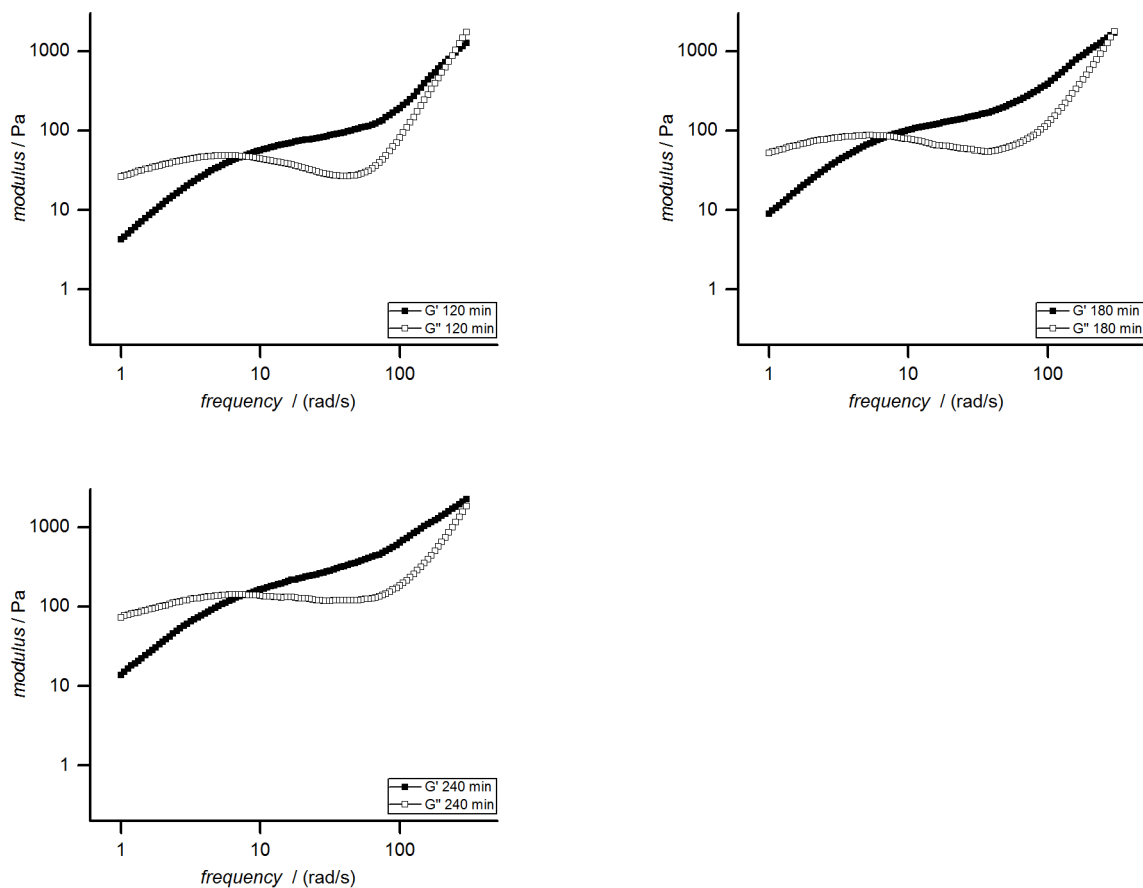 1000
100
10
1
modulus / Pa
G' 120 min
G'' 120 min
1 10 100
frequency / (rad/s)
1000
100
10
1
modulus / Pa
G' 180 min
G'' 180 min
1 10 100
frequency / (rad/s)
1000
100
10
1
modulus / Pa
G' 240 min
G'' 240 min
1 10 100
frequency / (rad/s)